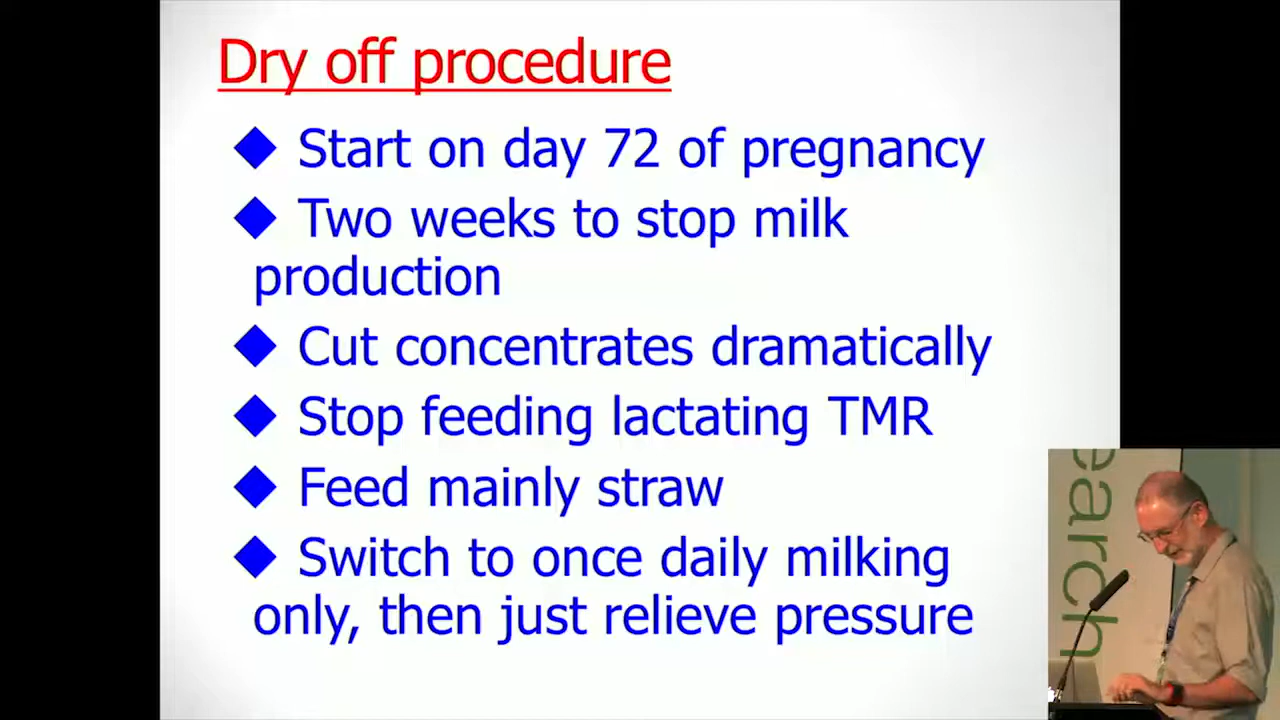 Dry off procedure
◆ Start on day 72 of pregnancy
◆ Two weeks to stop milk
production
◆ Cut concentrates dramatically
◆ Stop feeding lactating TMR
◆ Feed mainly straw
◆ Switch to once daily milking
only, then just relieve pressure
earch